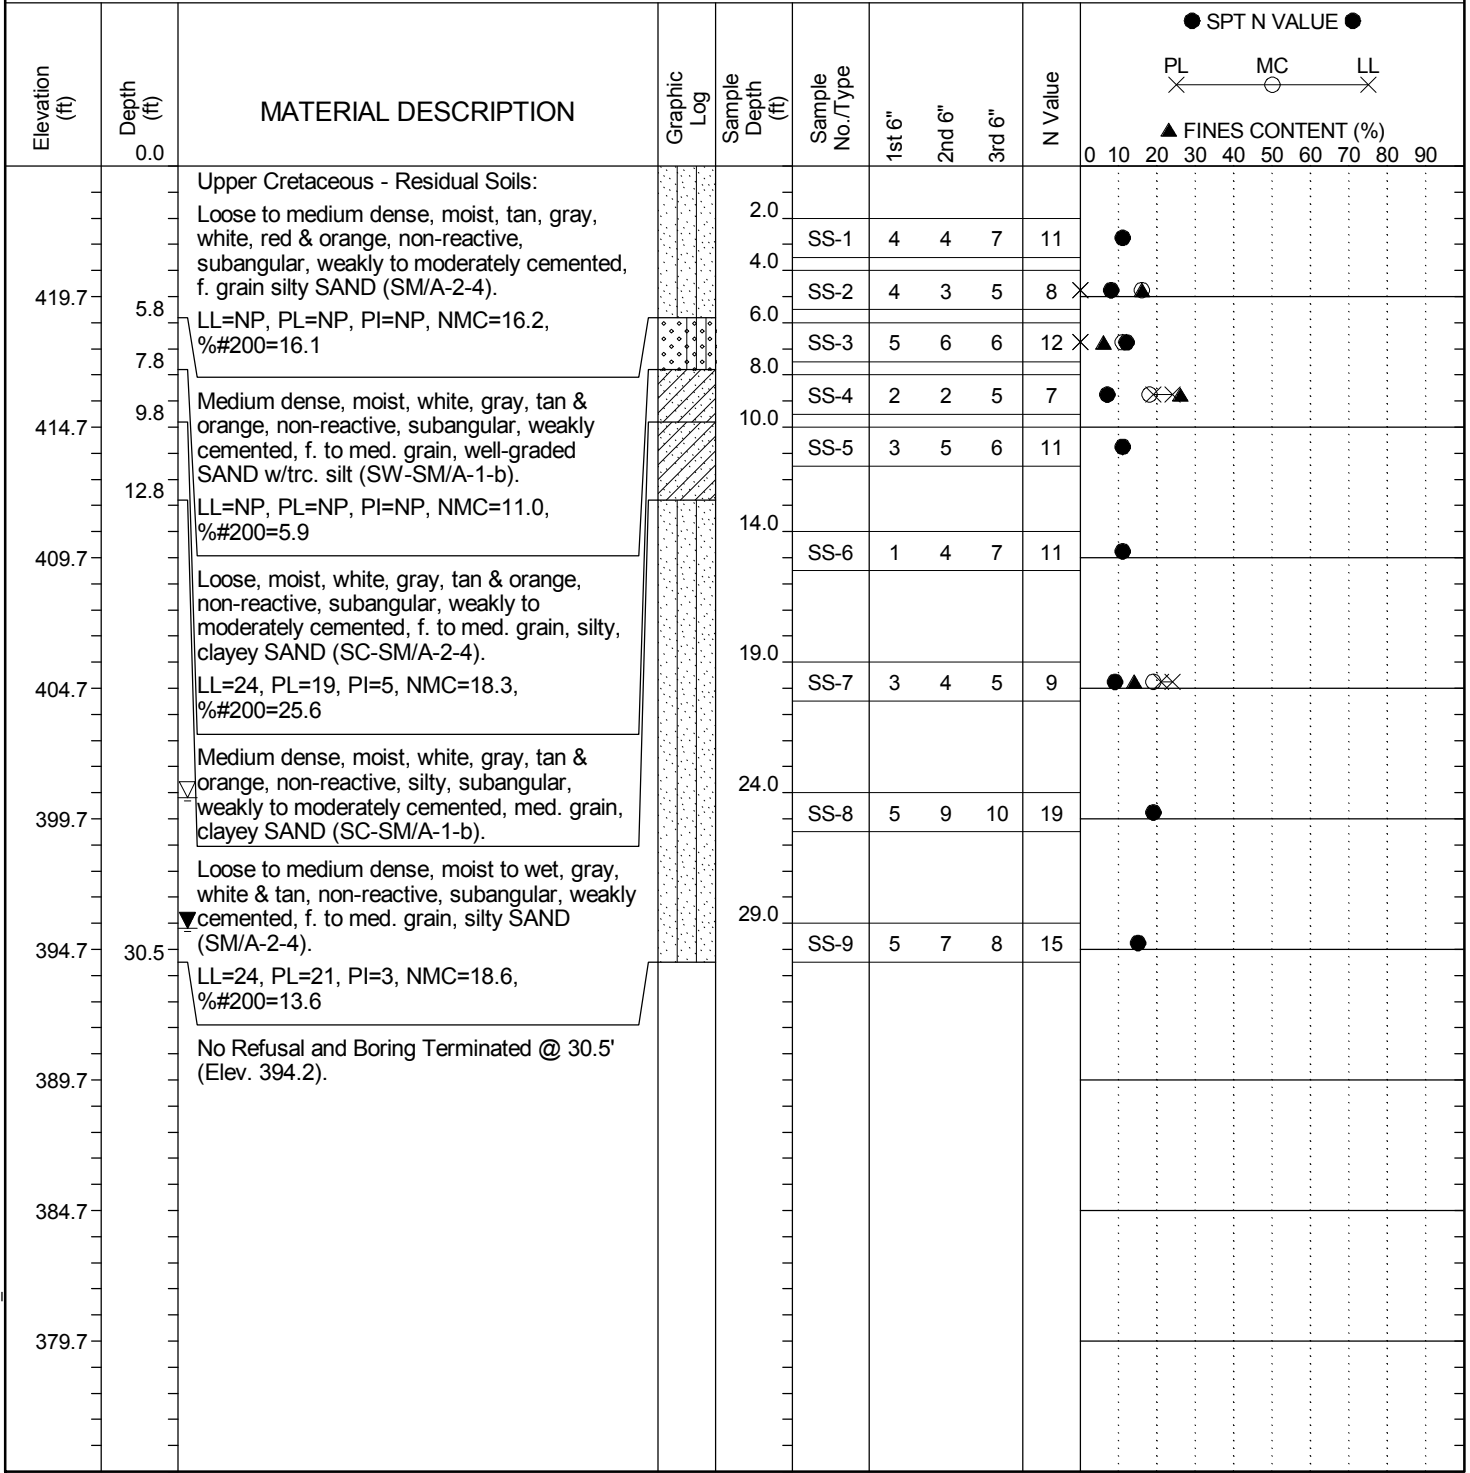 ● SPT N VALUE ●
PL MC LL
▲ FINES CONTENT (%)
0 10 20 30 40 50 60 70 80 90
Elevation (ft)
Depth (ft)
0.0
MATERIAL DESCRIPTION
Graphic Log
Sample Depth (ft)
Sample No./Type
1st 6"
2nd 6"
3rd 6"
N Value
Upper Cretaceous - Residual Soils:
Loose to medium dense, moist, tan, gray,
white, red & orange, non-reactive,
subangular, weakly to moderately cemented,
f. grain silty SAND (SM/A-2-4).
LL=NP, PL=NP, PI=NP, NMC=16.2,
%#200=16.1
Medium dense, moist, white, gray, tan &
orange, non-reactive, subangular, weakly
cemented, f. to med. grain, well-graded
SAND w/trc. silt (SW-SM/A-1-b).
LL=NP, PL=NP, PI=NP, NMC=11.0,
%#200=5.9
Loose, moist, white, gray, tan & orange,
non-reactive, subangular, weakly to
moderately cemented, f. to med. grain, silty,
clayey SAND (SC-SM/A-2-4).
LL=24, PL=19, PI=5, NMC=18.3,
%#200=25.6
Medium dense, moist, white, gray, tan &
orange, non-reactive, silty, subangular,
weakly to moderately cemented, med. grain,
clayey SAND (SC-SM/A-1-b).
Loose to medium dense, moist to wet, gray,
white & tan, non-reactive, subangular, weakly
cemented, f. to med. grain, silty SAND
(SM/A-2-4).
LL=24, PL=21, PI=3, NMC=18.6,
%#200=13.6
No Refusal and Boring Terminated @ 30.5'
(Elev. 394.2).
419.7
414.7
409.7
404.7
399.7
394.7
389.7
384.7
379.7
5.8
7.8
9.8
12.8
30.5
2.0
4.0
6.0
8.0
10.0
14.0
19.0
24.0
29.0
SS-1 4 4 7 11
SS-2 4 3 5 8
SS-3 5 6 6 12
SS-4 2 2 5 7
SS-5 3 5 6 11
SS-6 1 4 7 11
SS-7 3 4 5 9
SS-8 5 9 10 19
SS-9 5 7 8 15